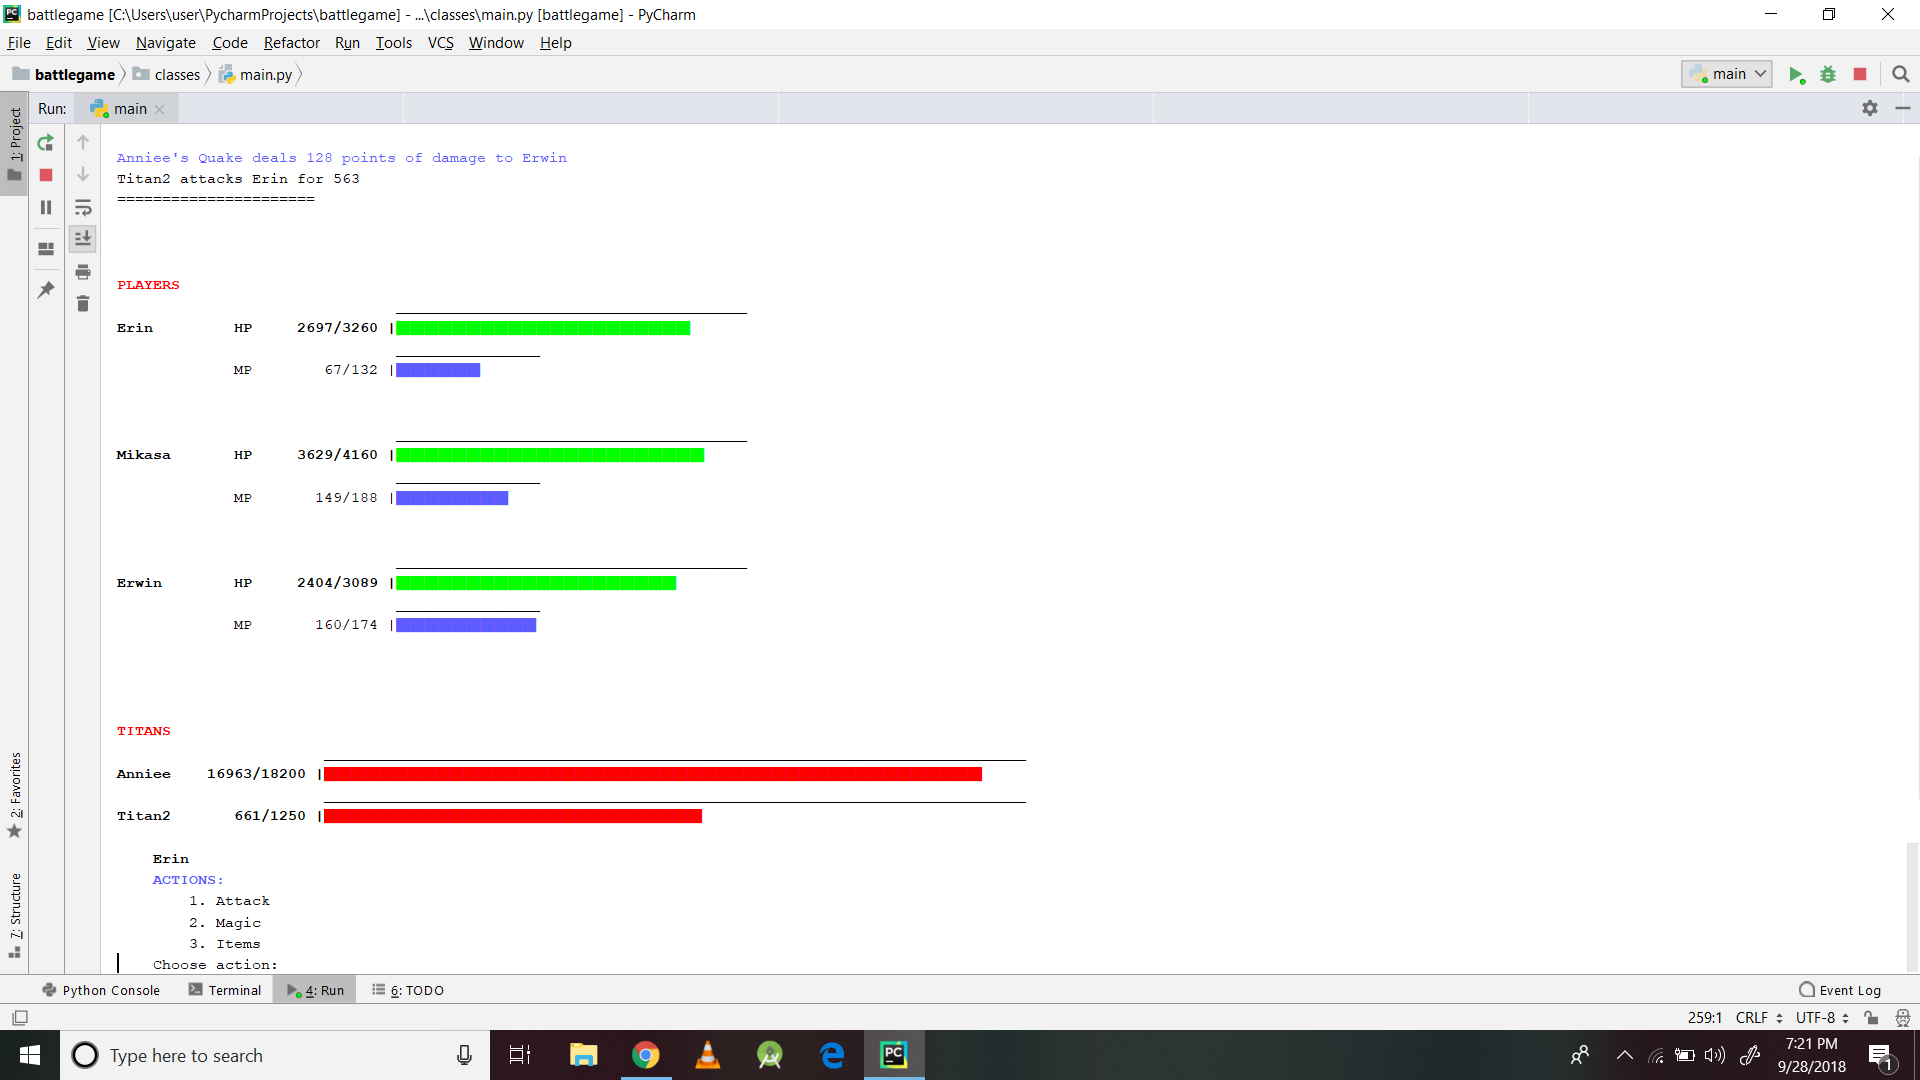 battlegame [C:\Users\user\PycharmProjects\battlegame] - ...\classes\main.py [battlegame] - PyCharm
File Edit View Navigate Code Refactor Run Tools VCS Window Help
battlegame classes main.py main
Run: main
1: Project
Anniee's Quake deals 128 points of damage to Erwin
Titan2 attacks Erin for 563
======================
PLAYERS
Erin HP 2697/3260 |
MP 67/132 |
Mikasa HP 3629/4160 |
MP 149/188 |
Erwin HP 2404/3089 |
MP 160/174 |
TITANS
Anniee 16963/18200 |
Titan2 661/1250 |
Erin
ACTIONS:
1. Attack
2. Magic
3. Items
Choose action:
2: Favorites
7: Structure
Python Console Terminal 4: Run 6: TODO Event Log
259:1 CRLF UTF-8
Type here to search
7:21 PM
9/28/2018
1